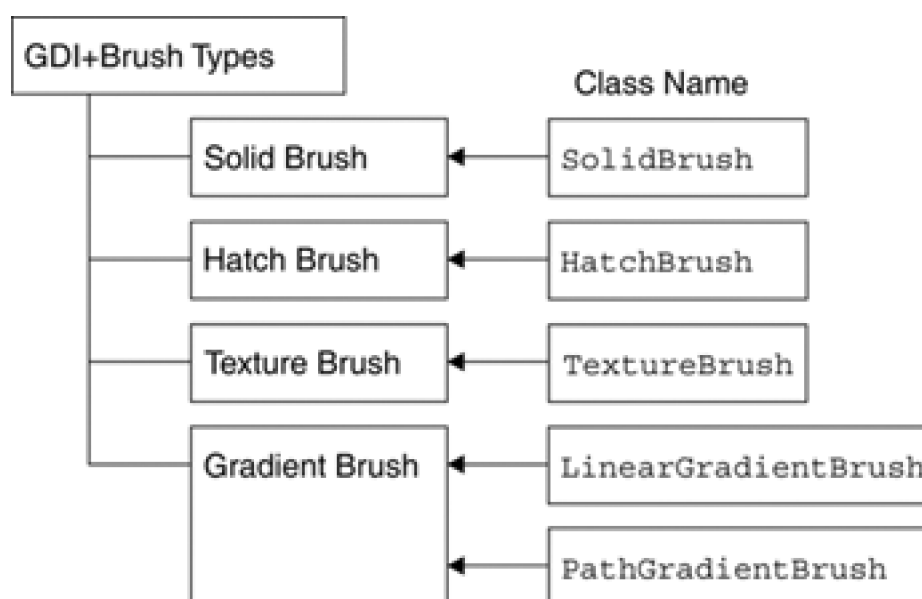 GDI+Brush Types
Class Name
Solid Brush
SolidBrush
Hatch Brush
HatchBrush
Texture Brush
TextureBrush
Gradient Brush
LinearGradientBrush
PathGradientBrush